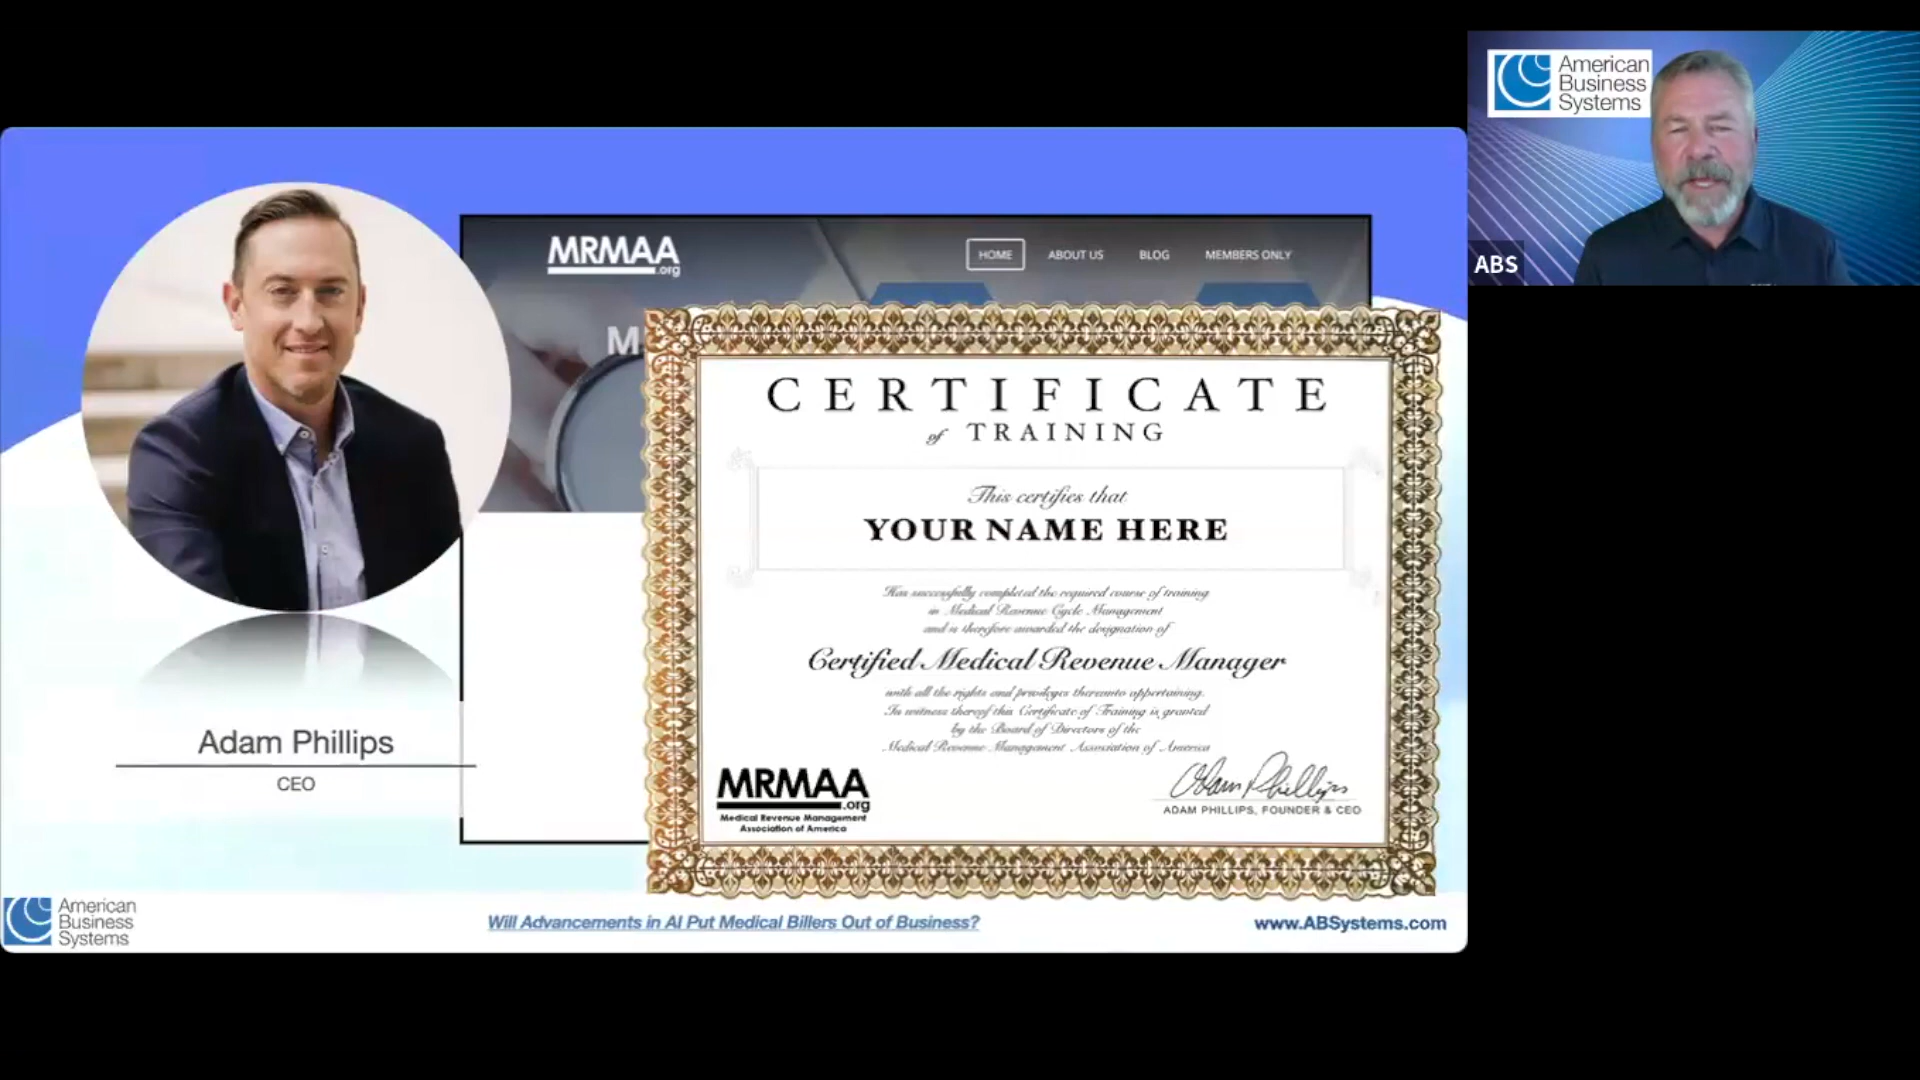 American
Business
Systems
ABS
MRMAA
.org
HOME ABOUT US BLOG MEMBERS ONLY
M
CERTIFICATE
of TRAINING
This certifies that
YOUR NAME HERE
Has successfully completed the required course of training
in Medical Revenue Cycle Management
and is therefore awarded the designation of
Certified Medical Revenue Manager
with all the rights and privileges thereunto appertaining.
In witness thereof this Certificate of Training is granted
by the Board of Directors of the
Medical Revenue Management Association of America
MRMAA
.org
Medical Revenue Management
Association of America
Adam Phillips
ADAM PHILLIPS, FOUNDER & CEO
Adam Phillips
CEO
American
Business
Systems
Will Advancements in AI Put Medical Billers Out of Business?
www.ABSystems.com